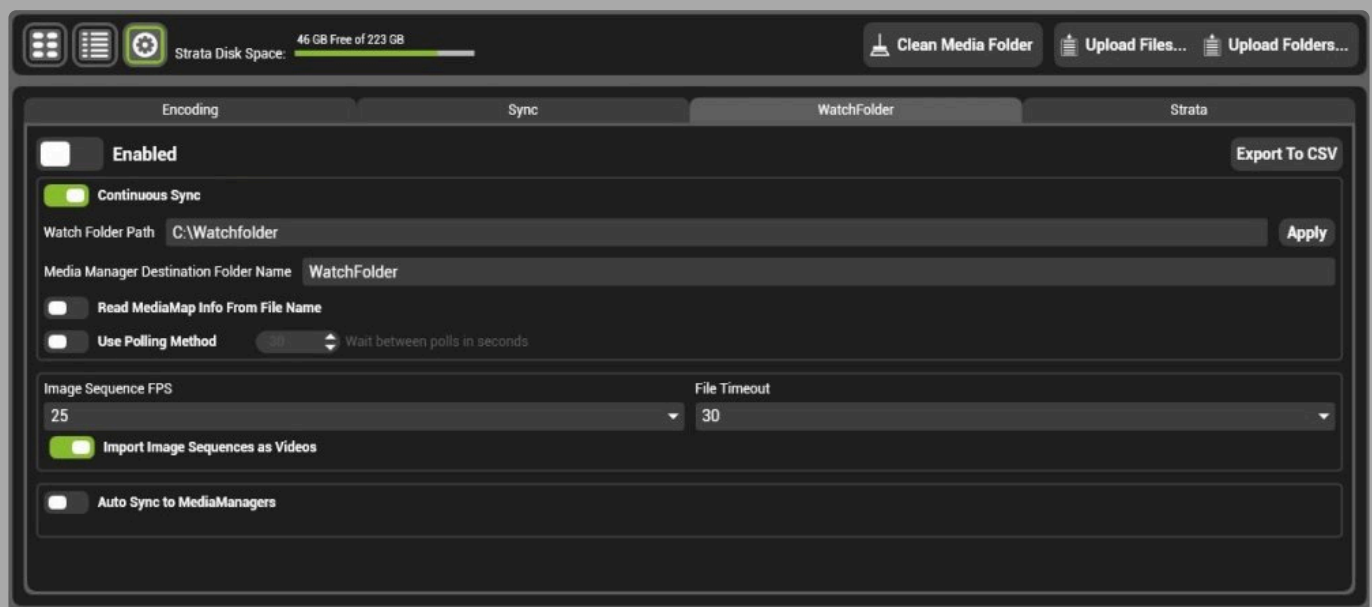 Strata Disk Space: 46 GB Free of 223 GB
Clean Media Folder Upload Files... Upload Folders...
Encoding Sync WatchFolder Strata
Enabled Export To CSV
Continuous Sync
Watch Folder Path C:\Watchfolder Apply
Media Manager Destination Folder Name WatchFolder
Read MediaMap Info From File Name
Use Polling Method 30 Wait between polls in seconds
Image Sequence FPS File Timeout
25 30
Import Image Sequences as Videos
Auto Sync to MediaManagers